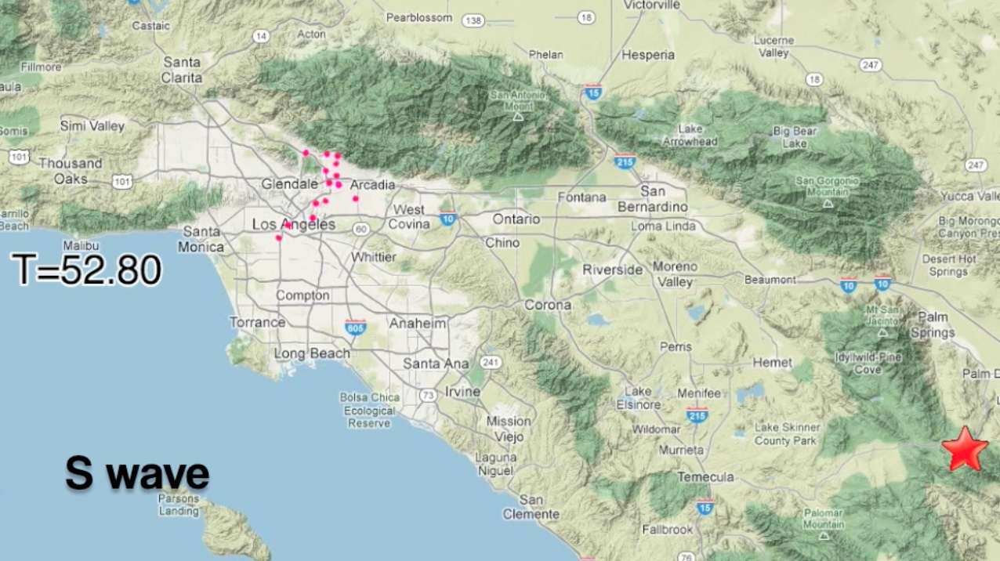 Victorville
Pearblossom
138
18
Castaic
14
Acton
Lucerne
Valley
Phelan
Hesperia
Santa
Clarita
Fillmore
247
18
aula
15
San Antonio
Mount
Simi Valley
Lake
Arrowhead
Big Bear
Lake
Somis
101
Thousand
Oaks
101
215
247
Glendale
Arcadia
San Gorgonio
Mountain
Fontana
San
Bernardino
Yucca Valle
West
Covina
10
Ontario
Loma Linda
arrillo
Beach
Los Angeles
60
Big Morongo
Canyon Pres
Santa
Monica
Malibu
Chino
Whittier
T=52.80
Riverside
Moreno
Valley
Desert Hot
Springs
Beaumont
10
10
Compton
Corona
Mt San
Jacinto
Palm
Springs
Torrance
605
Anaheim
Perris
Long Beach
Santa Ana
241
Hemet
Idyllwild-Pine
Cove
Palm D
Irvine
73
Bolsa Chica
Ecological
Reserve
Lake
Elsinore
Menifee
215
Mission
Viejo
Wildomar
Lake Skinner
County Park
Murrieta
Laguna
Niguel
Temecula
S wave
Parsons
Landing
San
Clemente
15
Palomar
Mountain
Fallbrook
76